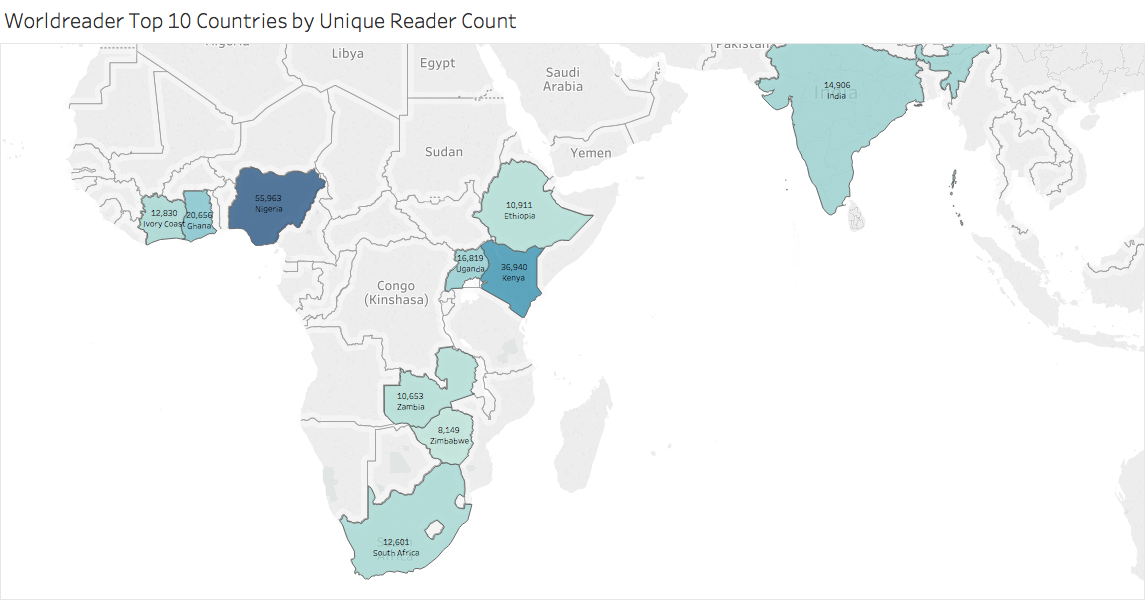 Worldreader Top 10 Countries by Unique Reader Count
Algeria
Libya
Egypt
Saudi
Arabia
Pakistan
14,906
India
Sudan
Yemen
55,963
Nigeria
12,830
Ivory Coast
20,656
Ghana
10,911
Ethiopia
16,819
Uganda
36,940
Kenya
Congo
(Kinshasa)
10,653
Zambia
8,149
Zimbabwe
12,601
South Africa